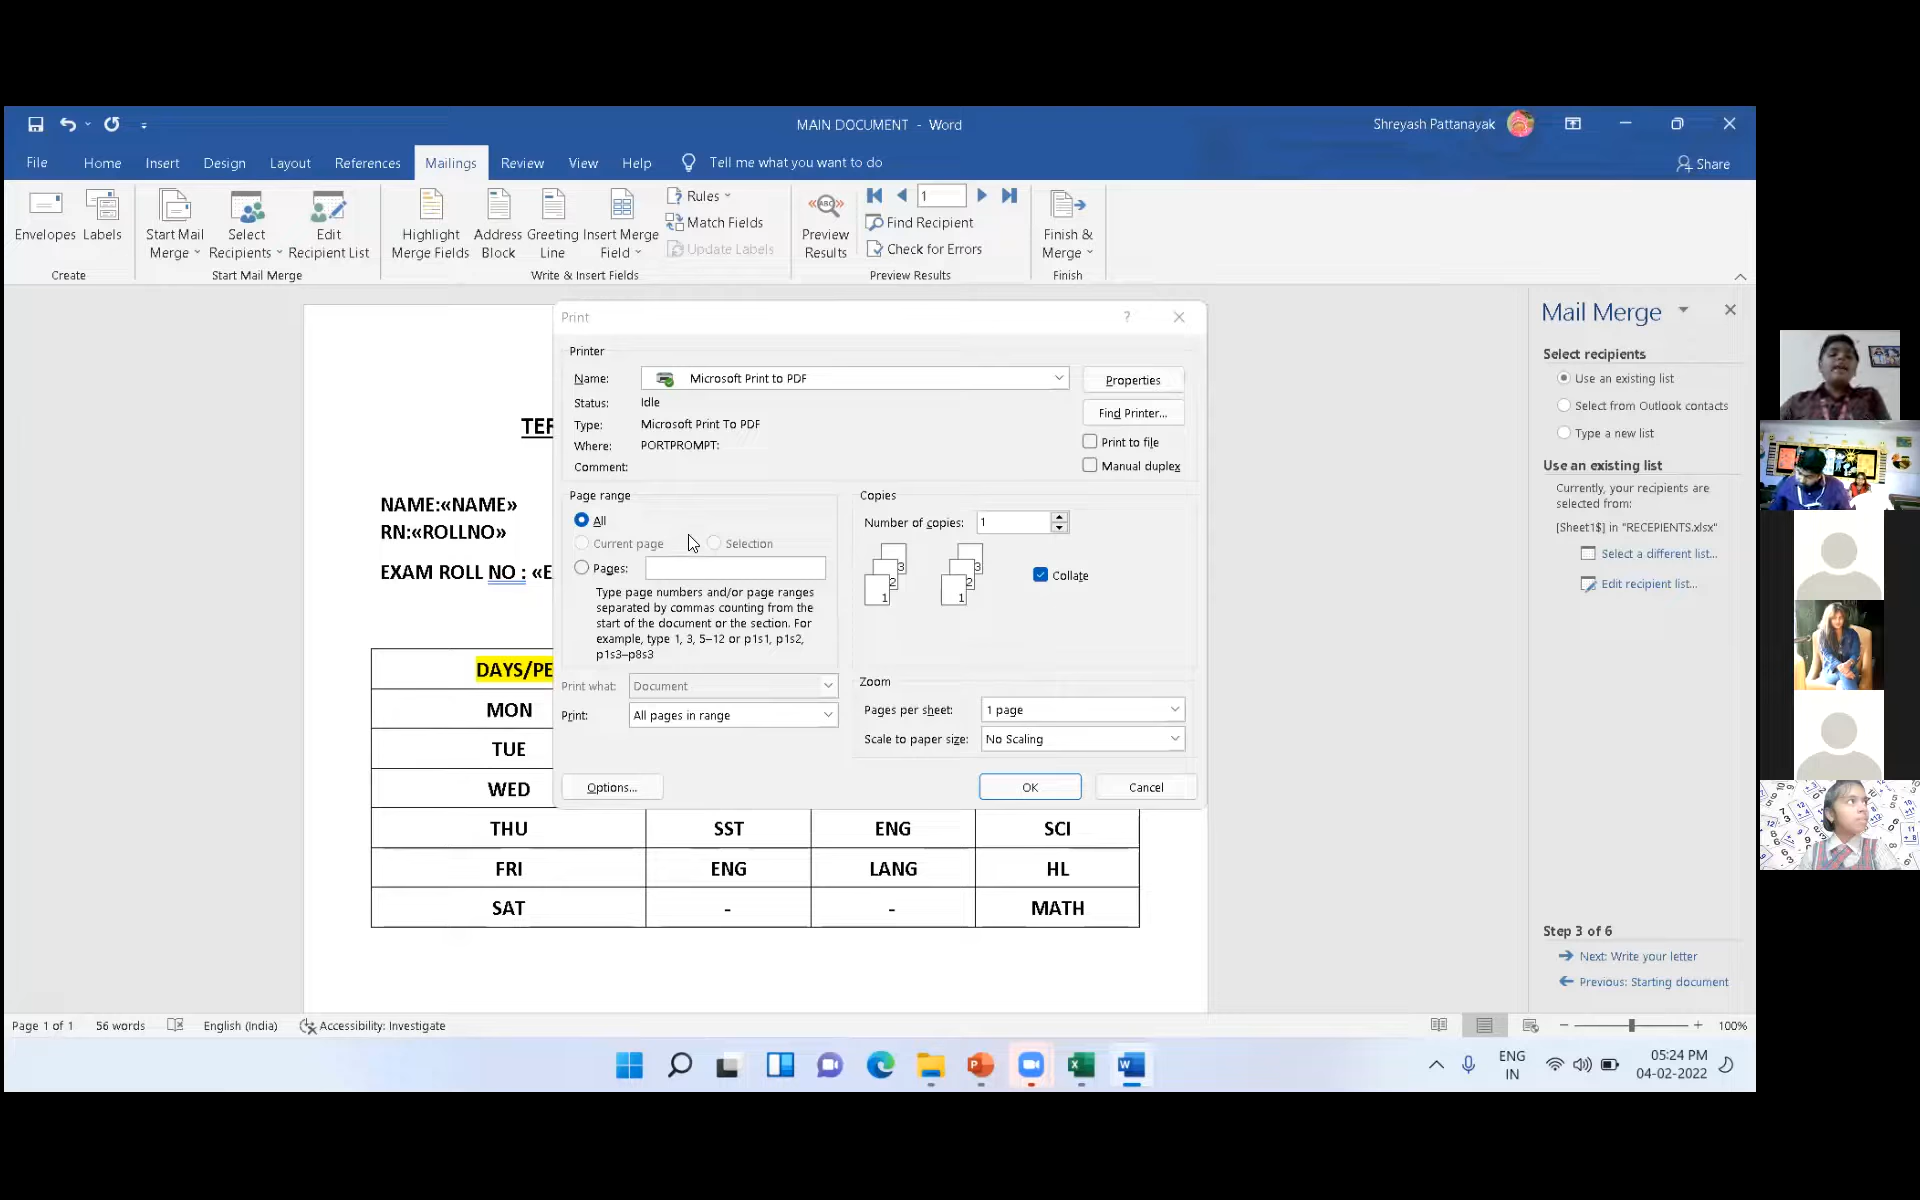 MAIN DOCUMENT - Word
Shreyash Pattanayak
File Home Insert Design Layout References Mailings Review View Help Tell me what you want to do
Share
Envelopes Labels
Create
Start Mail Merge
Select Recipients
Edit Recipient List
Start Mail Merge
Highlight Merge Fields
Address Block
Greeting Line
Insert Merge Field
Rules
Match Fields
Update Labels
Write & Insert Fields
ABC
Preview Results
1
Find Recipient
Check for Errors
Preview Results
Finish & Merge
Finish
TER
NAME:«NAME»
RN:«ROLLNO»
EXAM ROLL NO : «E
DAYS/PE
MON
TUE
WED
THU SST ENG SCI
FRI ENG LANG HL
SAT - - MATH
Print
?
Printer
Name: Microsoft Print to PDF
Properties
Status: Idle
Find Printer...
Type: Microsoft Print To PDF
Where: PORTPROMPT:
Print to file
Comment:
Manual duplex
Page range
All
Current page
Selection
Pages:
Type page numbers and/or page ranges
separated by commas counting from the
start of the document or the section. For
example, type 1, 3, 5–12 or p1s1, p1s2,
p1s3–p8s3
Copies
Number of copies: 1
3
2
1
3
2
1
Collate
Print what: Document
Print: All pages in range
Zoom
Pages per sheet: 1 page
Scale to paper size: No Scaling
Options...
OK
Cancel
Mail Merge
Select recipients
Use an existing list
Select from Outlook contacts
Type a new list
Use an existing list
Currently, your recipients are
selected from:
[Sheet1$] in "RECEPIENTS.xlsx"
Select a different list...
Edit recipient list...
Step 3 of 6
Next: Write your letter
Previous: Starting document
Page 1 of 1 56 words English (India) Accessibility: Investigate
100%
ENG
IN
05:24 PM
04-02-2022